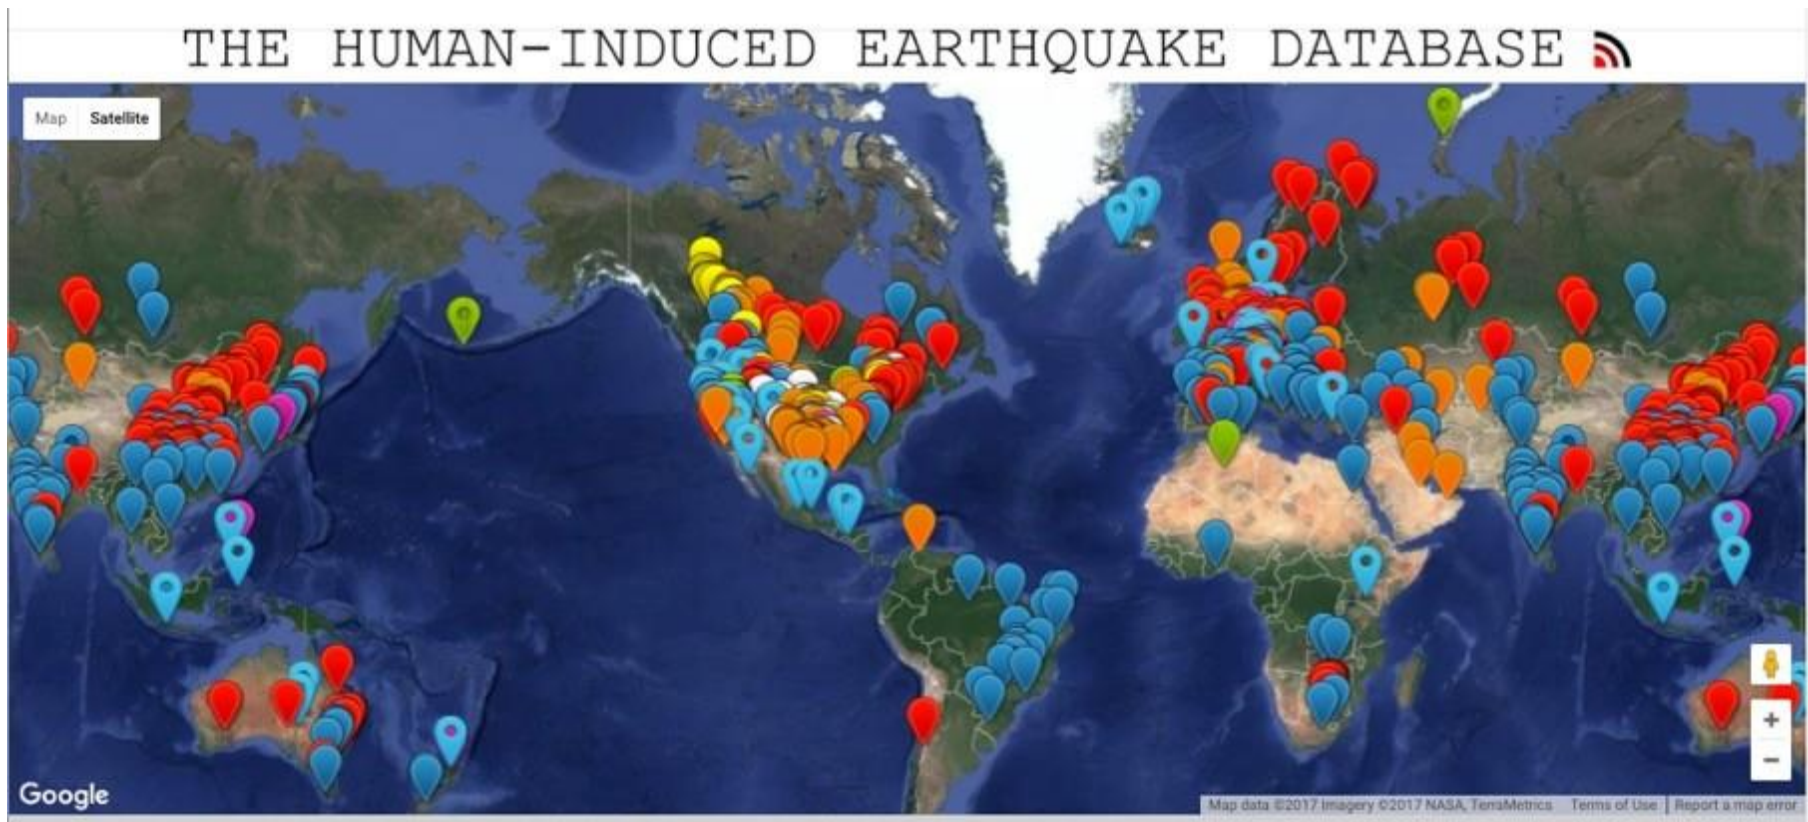 THE HUMAN-INDUCED EARTHQUAKE DATABASE
Map Satellite
+
−
Google
Map data ©2017 Imagery ©2017 NASA, TerraMetrics Terms of Use Report a map error